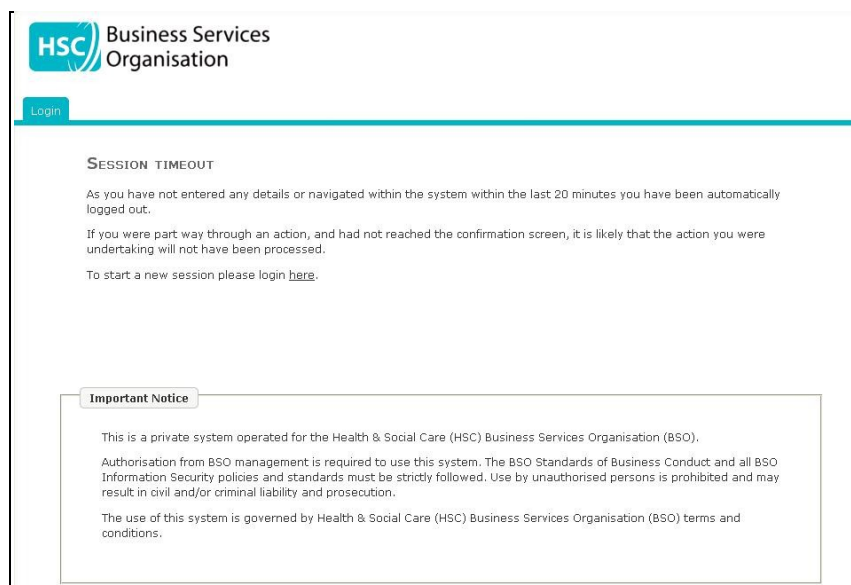 HSC Business Services
Organisation
Login
SESSION TIMEOUT
As you have not entered any details or navigated within the system within the last 20 minutes you have been automatically
logged out.
If you were part way through an action, and had not reached the confirmation screen, it is likely that the action you were
undertaking will not have been processed.
To start a new session please login here.
Important Notice
This is a private system operated for the Health & Social Care (HSC) Business Services Organisation (BSO).
Authorisation from BSO management is required to use this system. The BSO Standards of Business Conduct and all BSO
Information Security policies and standards must be strictly followed. Use by unauthorised persons is prohibited and may
result in civil and/or criminal liability and prosecution.
The use of this system is governed by Health & Social Care (HSC) Business Services Organisation (BSO) terms and
conditions.